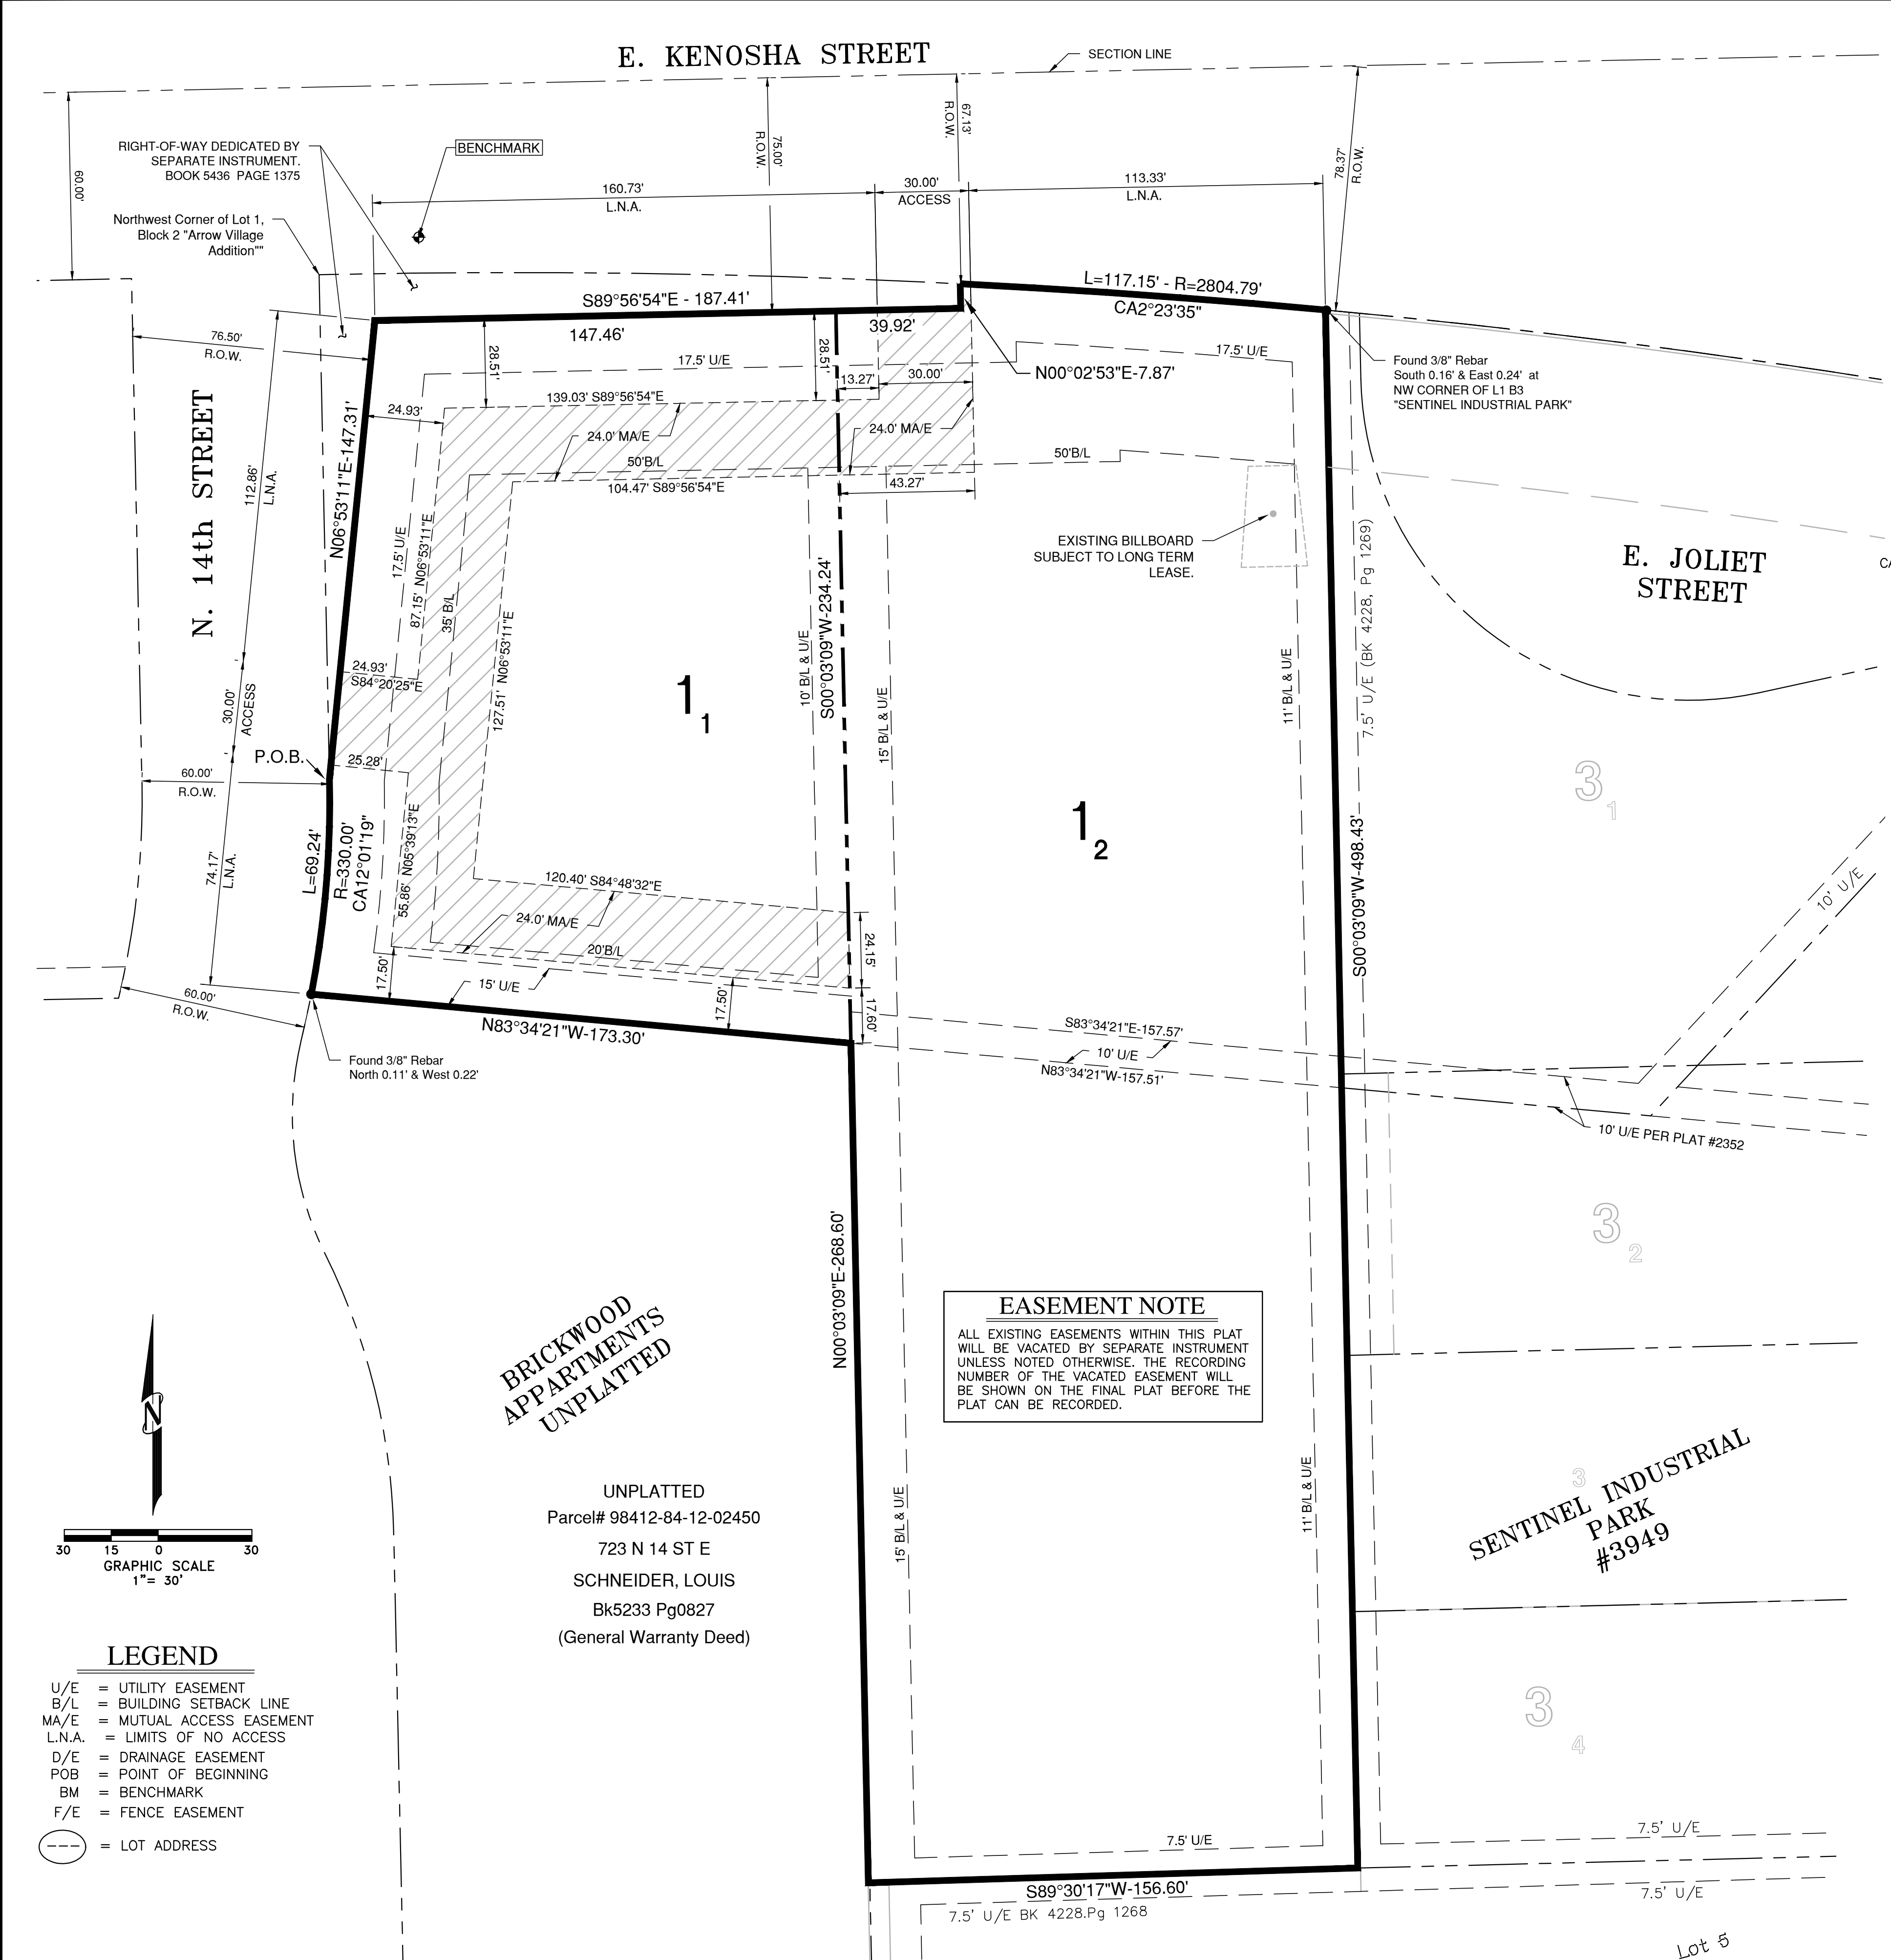 E. KENOSHA STREET
SECTION LINE
60.00'
RIGHT-OF-WAY DEDICATED BY
SEPARATE INSTRUMENT.
BOOK 5436 PAGE 1375
BENCHMARK
75.00'
R.O.W.
67.13'
R.O.W.
78.37'
R.O.W.
160.73'
L.N.A.
30.00'
ACCESS
113.33'
L.N.A.
Northwest Corner of Lot 1,
Block 2 "Arrow Village
Addition""
S89°56'54"E - 187.41'
L=117.15' - R=2804.79'
CA2°23'35"
147.46'
39.92'
76.50'
R.O.W.
28.51'
28.51'
17.5' U/E
17.5' U/E
N00°02'53"E-7.87'
Found 3/8" Rebar
South 0.16' & East 0.24' at
NW CORNER OF L1 B3
"SENTINEL INDUSTRIAL PARK"
13.27'
30.00'
139.03' S89°56'54"E
24.93'
24.0' MA/E
24.0' MA/E
50'B/L
50'B/L
104.47' S89°56'54"E
43.27'
N. 14th STREET
112.86'
L.N.A.
N06°53'11"E-147.31'
17.5' U/E
87.15' N06°53'11"E
35' B/L
127.51' N06°53'11"E
EXISTING BILLBOARD
SUBJECT TO LONG TERM
LEASE.
7.5' U/E (BK 4228, Pg 1269)
E. JOLIET
STREET
CA
24.93'
S84°20'25"E
30.00'
ACCESS
1
1
10' B/L & U/E
S00°03'09"W-234.24'
15' B/L & U/E
11' B/L & U/E
P.O.B.
25.28'
60.00'
R.O.W.
1
2
3
1
74.17'
L.N.A.
L=69.24'
R=330.00'
CA12°01'19"
55.86' N05°39'13"E
120.40' S84°48'32"E
24.0' MA/E
20'B/L
24.15'
S00°03'09"W-498.43'
10' U/E
17.50'
15' U/E
17.50'
17.60'
60.00'
R.O.W.
N83°34'21"W-173.30'
S83°34'21"E-157.57'
10' U/E
N83°34'21"W-157.51'
Found 3/8" Rebar
North 0.11' & West 0.22'
10' U/E PER PLAT #2352
3
2
N00°03'09"E-268.60'
BRICKWOOD
APPARTMENTS
UNPLATTED
EASEMENT NOTE
ALL EXISTING EASEMENTS WITHIN THIS PLAT
WILL BE VACATED BY SEPARATE INSTRUMENT
UNLESS NOTED OTHERWISE. THE RECORDING
NUMBER OF THE VACATED EASEMENT WILL
BE SHOWN ON THE FINAL PLAT BEFORE THE
PLAT CAN BE RECORDED.
N
30 15 0 30
GRAPHIC SCALE
1"= 30'
UNPLATTED
Parcel# 98412-84-12-02450
723 N 14 ST E
SCHNEIDER, LOUIS
Bk5233 Pg0827
(General Warranty Deed)
15' B/L & U/E
11' B/L & U/E
3
SENTINEL INDUSTRIAL
PARK
#3949
LEGEND
U/E = UTILITY EASEMENT
B/L = BUILDING SETBACK LINE
MA/E = MUTUAL ACCESS EASEMENT
L.N.A. = LIMITS OF NO ACCESS
D/E = DRAINAGE EASEMENT
POB = POINT OF BEGINNING
BM = BENCHMARK
F/E = FENCE EASEMENT
--- = LOT ADDRESS
3
4
7.5' U/E
7.5' U/E
S89°30'17"W-156.60'
7.5' U/E BK 4228.Pg 1268
7.5' U/E
Lot 5